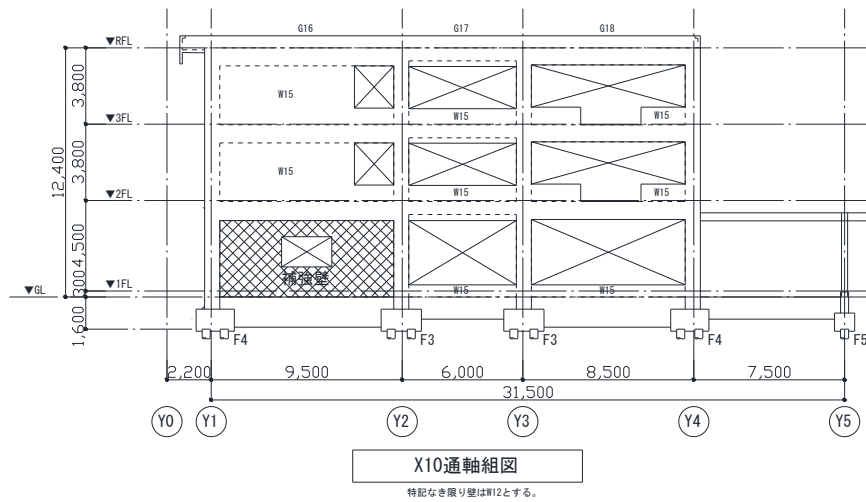 G16 G17 G18
▼RFL
3,800
W15 W15 W15
▼3FL
3,800
12,400
W15 W15 W15
▼2FL
4,500
補強壁
▼1FL
300
W15 W15
▼GL
1,600
F4 F3 F3 F4 F5
2,200 9,500 6,000 8,500 7,500
31,500
Y0 Y1 Y2 Y3 Y4 Y5
X10通軸組図
特記なき限り壁はW12とする。